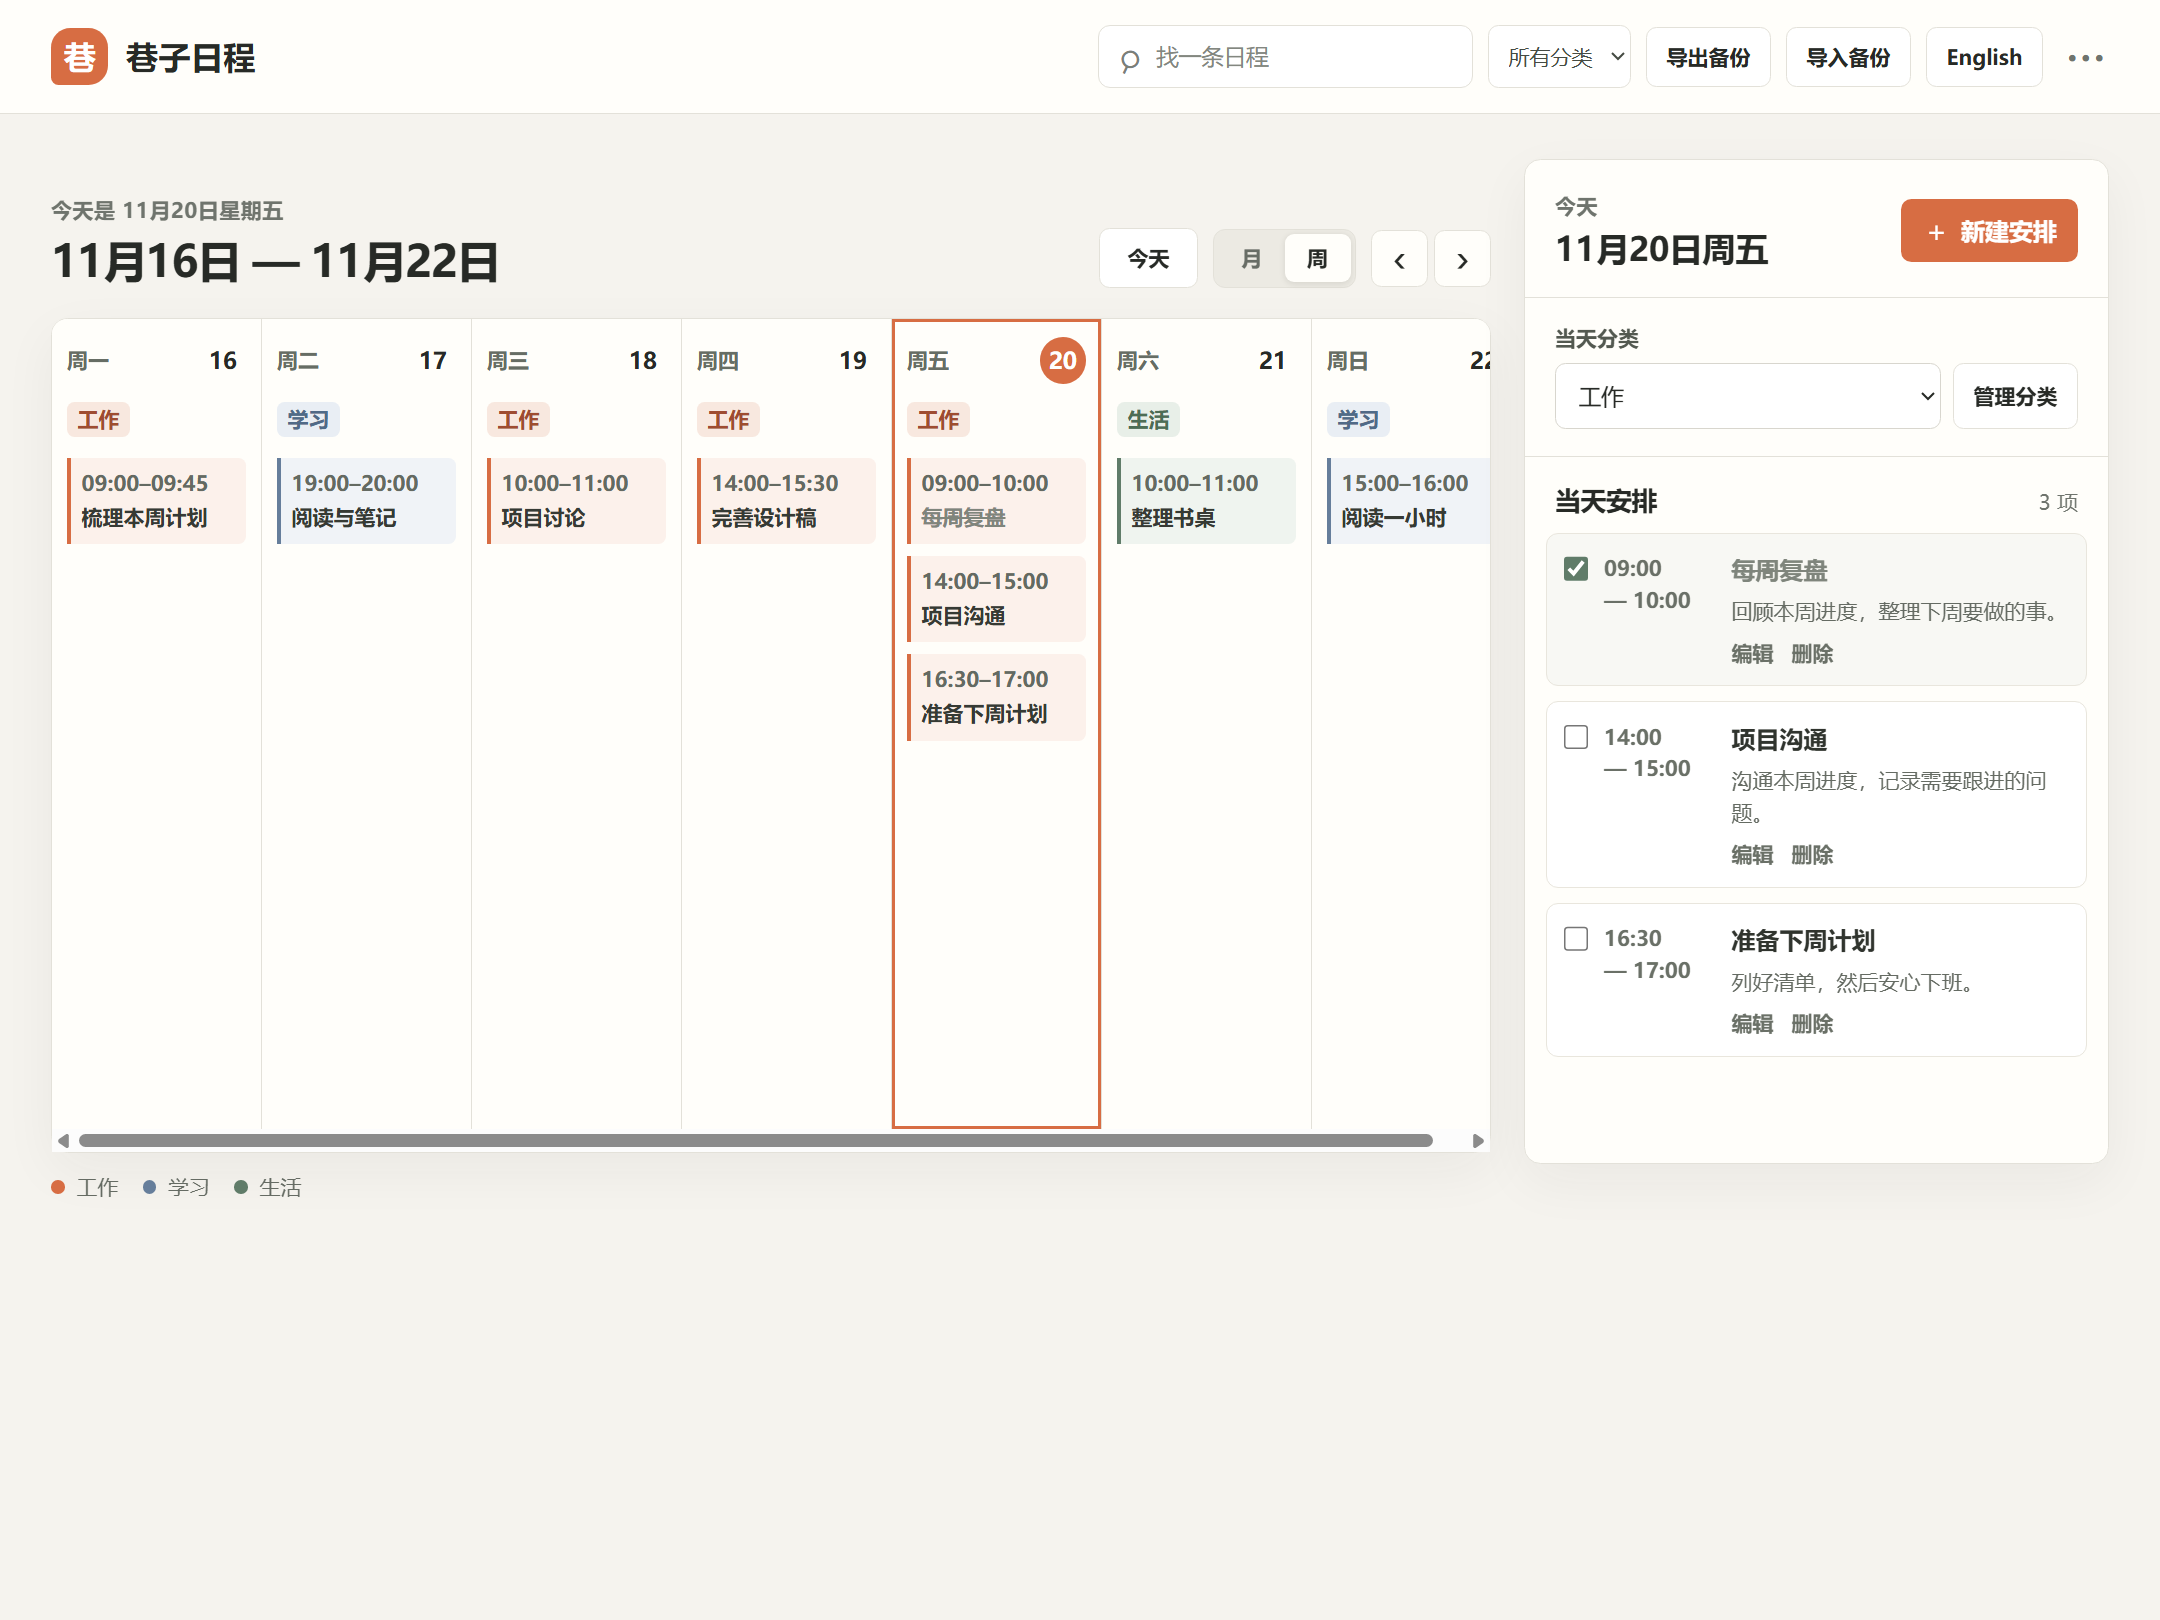 巷 巷子日程
找一条日程
所有分类
导出备份
导入备份
English
今天是 11月20日星期五
11月16日 — 11月22日
今天
月
周
周一 16
工作
09:00–09:45
梳理本周计划
周二 17
学习
19:00–20:00
阅读与笔记
周三 18
工作
10:00–11:00
项目讨论
周四 19
工作
14:00–15:30
完善设计稿
周五 20
工作
09:00–10:00
每周复盘
14:00–15:00
项目沟通
16:30–17:00
准备下周计划
周六 21
生活
10:00–11:00
整理书桌
周日 22
学习
15:00–16:00
阅读一小时
工作
学习
生活
今天
11月20日周五
+ 新建安排
当天分类
工作
管理分类
当天安排
3 项
09:00
— 10:00
每周复盘
回顾本周进度，整理下周要做的事。
编辑 删除
14:00
— 15:00
项目沟通
沟通本周进度，记录需要跟进的问
题。
编辑 删除
16:30
— 17:00
准备下周计划
列好清单，然后安心下班。
编辑 删除